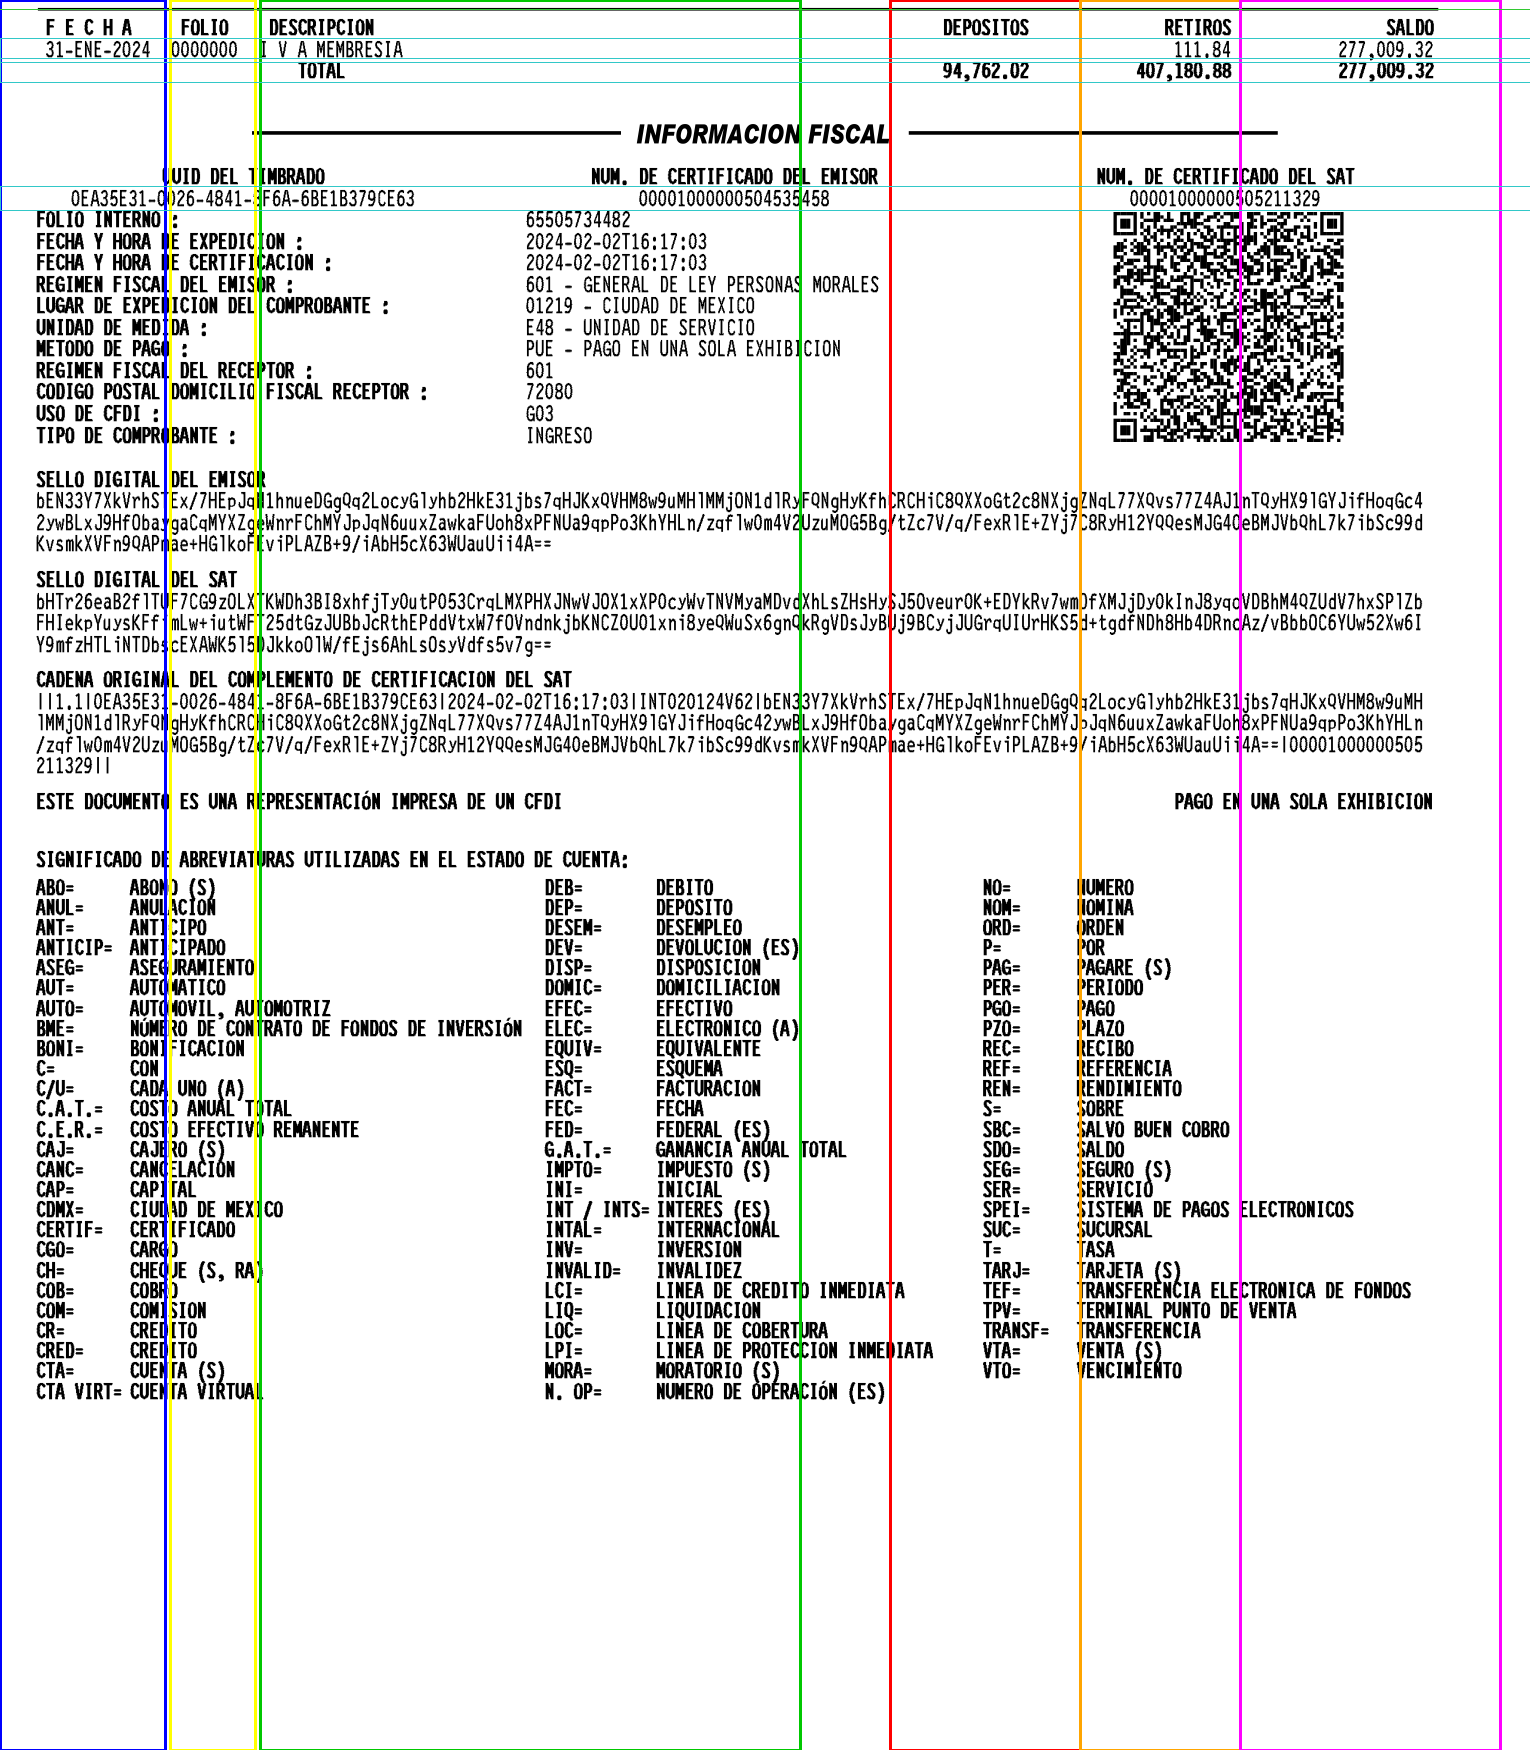 F E C H A FOLIO DESCRIPCION DEPOSITOS RETIROS SALDO
31-ENE-2024 0000000 I V A MEMBRESIA 111.84 277,009.32
TOTAL 94,762.02 407,180.88 277,009.32
INFORMACION FISCAL
UUID DEL TIMBRADO NUM. DE CERTIFICADO DEL EMISOR NUM. DE CERTIFICADO DEL SAT
0EA35E31-0026-4841-8F6A-6BE1B379CE63 00001000000504535458 00001000000505211329
FOLIO INTERNO : 65505734482
FECHA Y HORA DE EXPEDICION : 2024-02-02T16:17:03
FECHA Y HORA DE CERTIFICACION : 2024-02-02T16:17:03
REGIMEN FISCAL DEL EMISOR : 601 - GENERAL DE LEY PERSONAS MORALES
LUGAR DE EXPEDICION DEL COMPROBANTE : 01219 - CIUDAD DE MEXICO
UNIDAD DE MEDIDA : E48 - UNIDAD DE SERVICIO
METODO DE PAGO : PUE - PAGO EN UNA SOLA EXHIBICION
REGIMEN FISCAL DEL RECEPTOR : 601
CODIGO POSTAL DOMICILIO FISCAL RECEPTOR : 72080
USO DE CFDI : G03
TIPO DE COMPROBANTE : INGRESO
SELLO DIGITAL DEL EMISOR
bEN33Y7XkVrhSTEx/7HEpJqN1hnueDGgQq2LocyGlyhb2HkE31jbs7qHJKxQVHM8w9uMHlMMjON1dlRyFQNgHyKfhCRCHiC8QXXoGt2c8NXjgZNqL77XQvs77Z4AJ1nTQyHX9lGYJifHoqGc4
2ywBLxJ9HfObaygaCqMYXZgeWnrFChMYJpJqN6uuxZawkaFUoh8xPFNUa9qpPo3KhYHLn/zqflwOm4V2UzuMOG5Bg/tZc7V/q/FexRlE+ZYj7C8RyH12YQQesMJG4OeBMJVbQhL7k7ibSc99d
KvsmkXVFn9QAPmae+HGlkoFEviPLAZB+9/iAbH5cX63WUauUii4A==
SELLO DIGITAL DEL SAT
bHTr26eaB2flTUF7CG9zOLXTKWDh3BI8xhfjTyOutPO53CrqLMXPHXJNwVJOX1xXPOcyWvTNVMyaMDvdXhLsZHsHySJ5OveurOK+EDYkRv7wmDfXMJjDyOkInJ8yqoVDBhM4QZUdV7hxSPlZb
FHIekpYuysKFfimLw+iutWFT25dtGzJUBbJcRthEPddVtxW7fOVndnkjbKNCZOUO1xni8yeQWuSx6gnQkRgVDsJyBUj9BCyjJUGrqUIUrHKS5d+tgdfNDh8Hb4DRncAz/vBbbOC6YUw52Xw6I
Y9mfzHTLiNTDbscEXAWK515DJkkoOlW/fEjs6AhLsOsyVdfs5v7g==
CADENA ORIGINAL DEL COMPLEMENTO DE CERTIFICACION DEL SAT
||1.1|0EA35E31-0026-4841-8F6A-6BE1B379CE63|2024-02-02T16:17:03|INT020124V62|bEN33Y7XkVrhSTEx/7HEpJqN1hnueDGgQq2LocyGlyhb2HkE31jbs7qHJKxQVHM8w9uMH
lMMjON1dlRyFQNgHyKfhCRCHiC8QXXoGt2c8NXjgZNqL77XQvs77Z4AJ1nTQyHX9lGYJifHoqGc42ywBLxJ9HfObaygaCqMYXZgeWnrFChMYJpJqN6uuxZawkaFUoh8xPFNUa9qpPo3KhYHLn
/zqflwOm4V2UzuMOG5Bg/tZc7V/q/FexRlE+ZYj7C8RyH12YQQesMJG4OeBMJVbQhL7k7ibSc99dKvsmkXVFn9QAPmae+HGlkoFEviPLAZB+9/iAbH5cX63WUauUii4A==|00001000000505
211329||
ESTE DOCUMENTO ES UNA REPRESENTACIóN IMPRESA DE UN CFDI PAGO EN UNA SOLA EXHIBICION
SIGNIFICADO DE ABREVIATURAS UTILIZADAS EN EL ESTADO DE CUENTA:
ABO= ABONO (S) DEB= DEBITO NO= NUMERO
ANUL= ANULACION DEP= DEPOSITO NOM= NOMINA
ANT= ANTICIPO DESEM= DESEMPLEO ORD= ORDEN
ANTICIP= ANTICIPADO DEV= DEVOLUCION (ES) P= POR
ASEG= ASEGURAMIENTO DISP= DISPOSICION PAG= PAGARE (S)
AUT= AUTOMATICO DOMIC= DOMICILIACION PER= PERIODO
AUTO= AUTOMOVIL, AUTOMOTRIZ EFEC= EFECTIVO PGO= PAGO
BME= NÚMERO DE CONTRATO DE FONDOS DE INVERSIóN ELEC= ELECTRONICO (A) PZO= PLAZO
BONI= BONIFICACION EQUIV= EQUIVALENTE REC= RECIBO
C= CON ESQ= ESQUEMA REF= REFERENCIA
C/U= CADA UNO (A) FACT= FACTURACION REN= RENDIMIENTO
C.A.T.= COSTO ANUAL TOTAL FEC= FECHA S= SOBRE
C.E.R.= COSTO EFECTIVO REMANENTE FED= FEDERAL (ES) SBC= SALVO BUEN COBRO
CAJ= CAJERO (S) G.A.T.= GANANCIA ANUAL TOTAL SDO= SALDO
CANC= CANCELACION IMPTO= IMPUESTO (S) SEG= SEGURO (S)
CAP= CAPITAL INI= INICIAL SER= SERVICIO
CDMX= CIUDAD DE MEXICO INT / INTS= INTERES (ES) SPEI= SISTEMA DE PAGOS ELECTRONICOS
CERTIF= CERTIFICADO INTAL= INTERNACIONAL SUC= SUCURSAL
CGO= CARGO INV= INVERSION T= TASA
CH= CHEQUE (S, RA) INVALID= INVALIDEZ TARJ= TARJETA (S)
COB= COBRO LCI= LINEA DE CREDITO INMEDIATA TEF= TRANSFERENCIA ELECTRONICA DE FONDOS
COM= COMISION LIQ= LIQUIDACION TPV= TERMINAL PUNTO DE VENTA
CR= CREDITO LOC= LINEA DE COBERTURA TRANSF= TRANSFERENCIA
CRED= CREDITO LPI= LINEA DE PROTECCION INMEDIATA VTA= VENTA (S)
CTA= CUENTA (S) MORA= MORATORIO (S) VTO= VENCIMIENTO
CTA VIRT= CUENTA VIRTUAL N. OP= NUMERO DE OPERACIóN (ES)